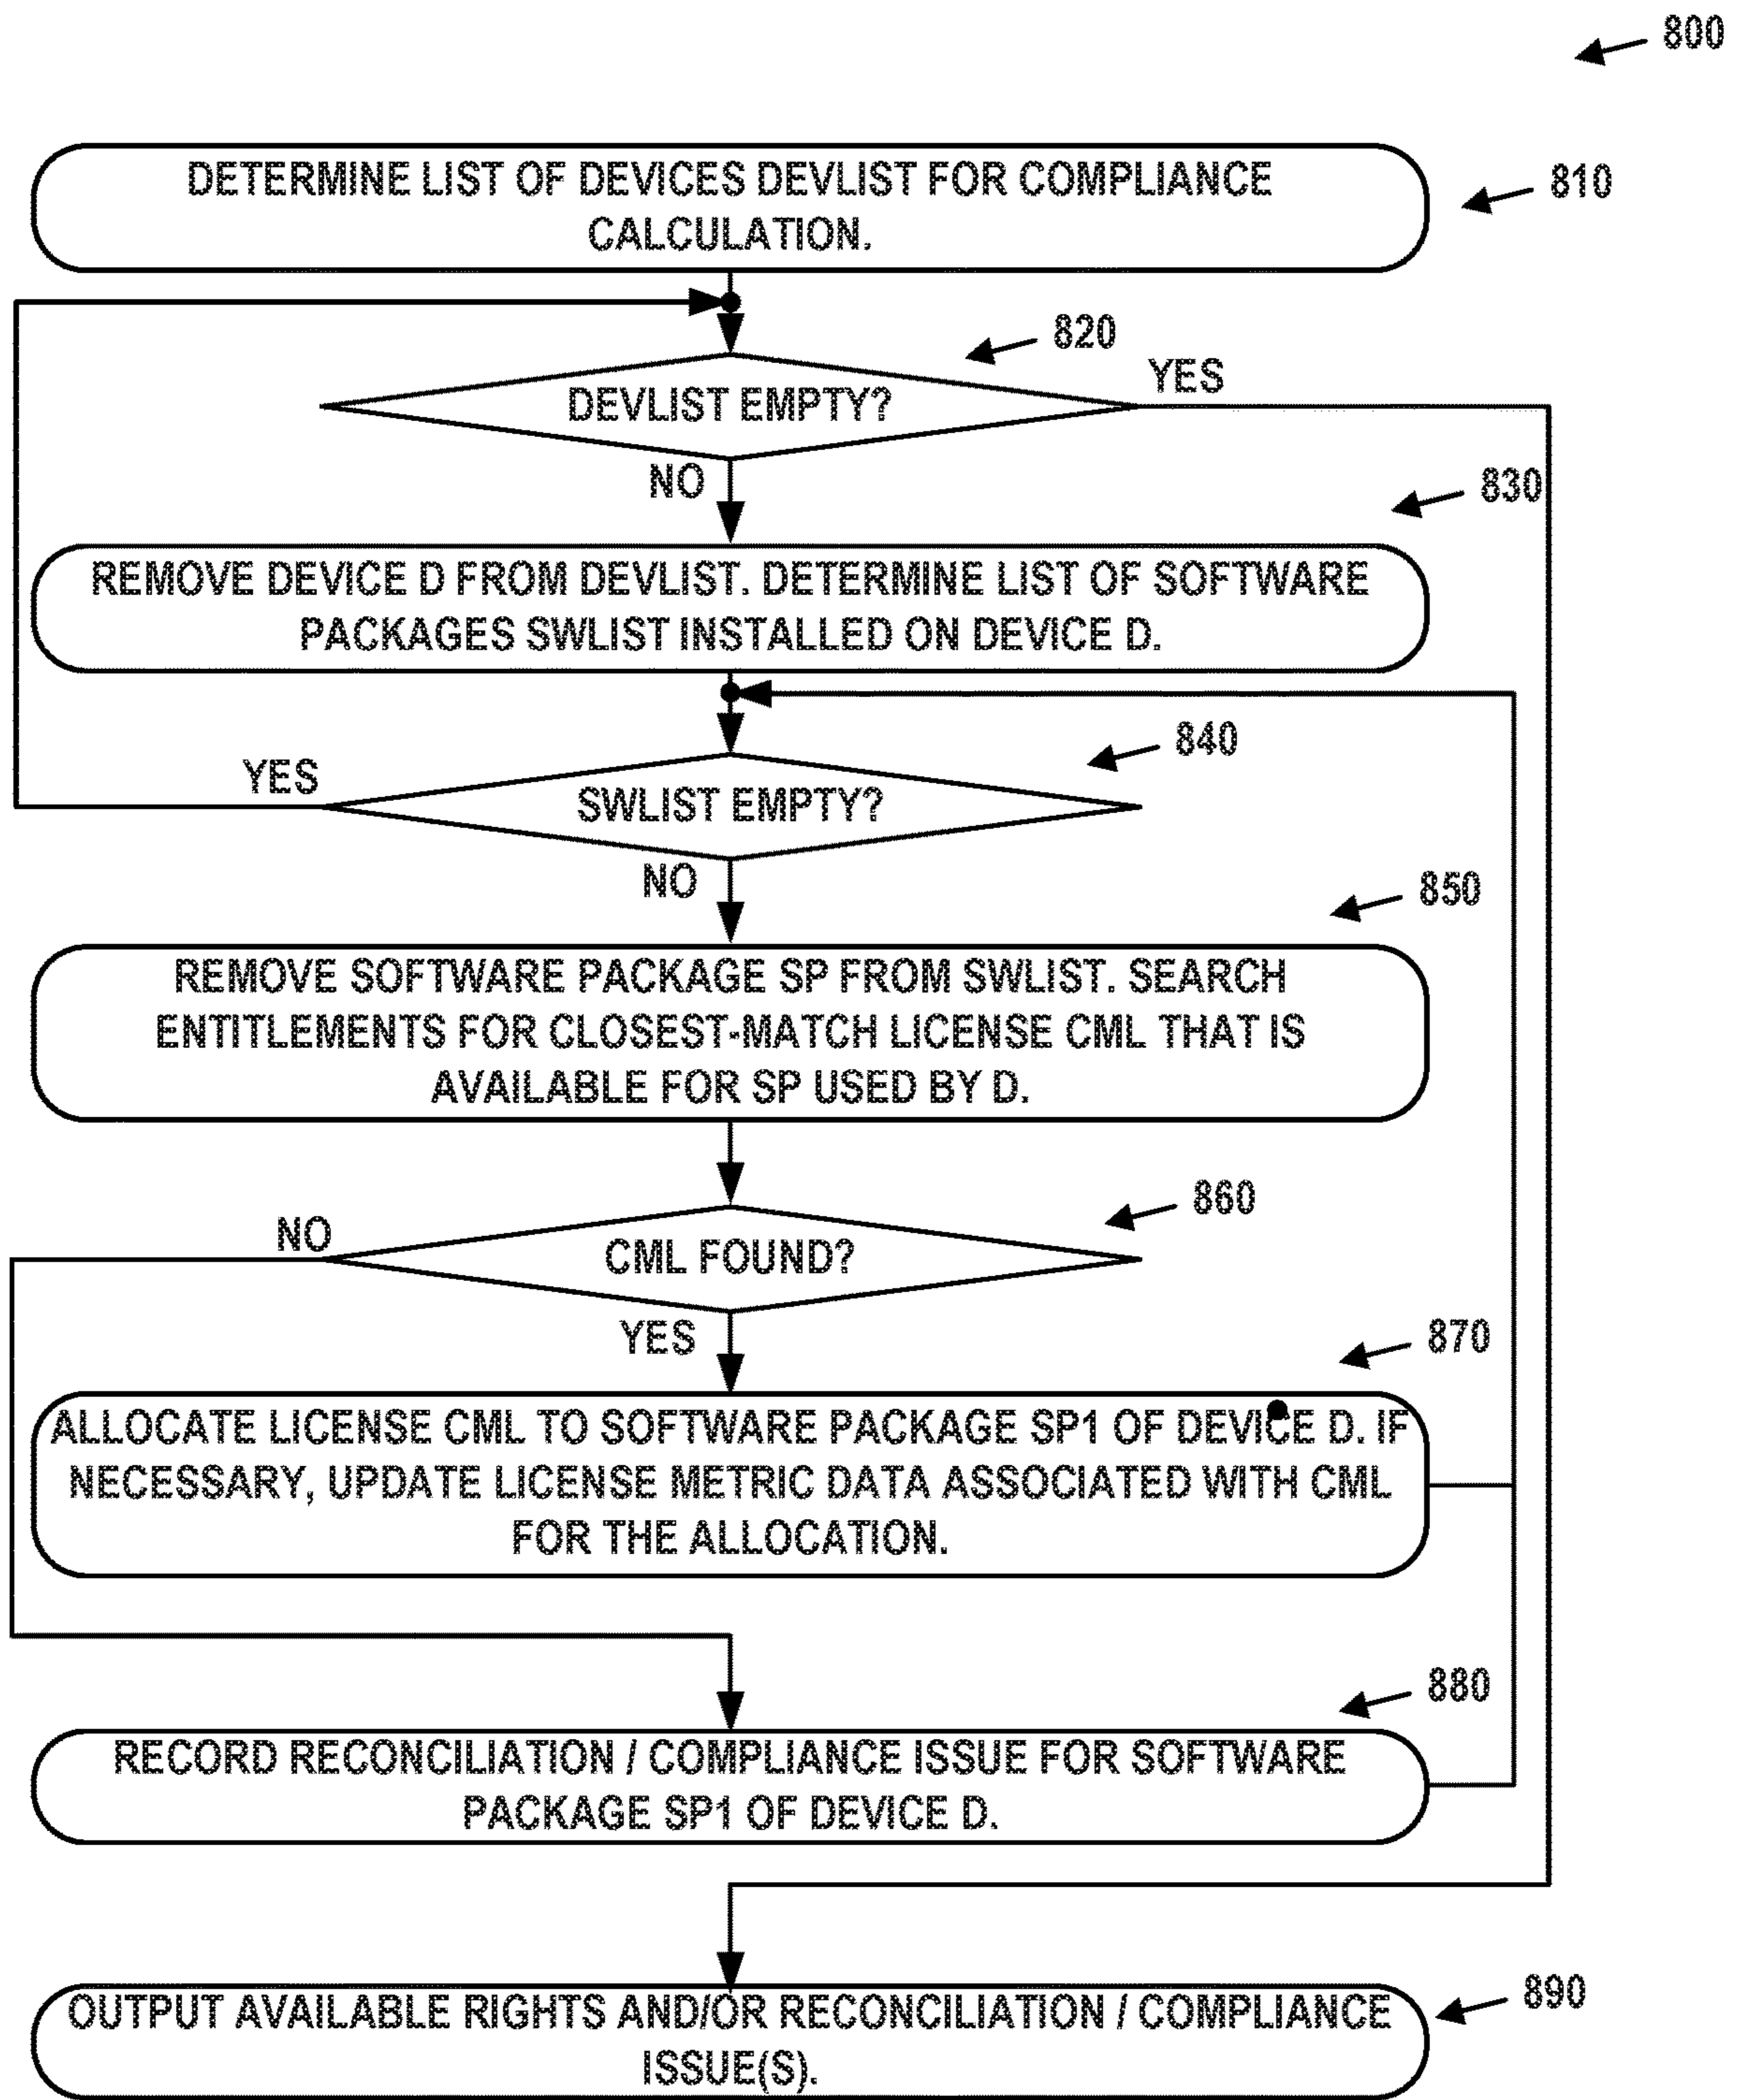 800
DETERMINE LIST OF DEVICES DEVLIST FOR COMPLIANCE
CALCULATION.
810
820
DEVLIST EMPTY?
YES
NO
830
REMOVE DEVICE D FROM DEVLIST. DETERMINE LIST OF SOFTWARE
PACKAGES SWLIST INSTALLED ON DEVICE D.
840
YES
SWLIST EMPTY?
NO
850
REMOVE SOFTWARE PACKAGE SP FROM SWLIST. SEARCH
ENTITLEMENTS FOR CLOSEST-MATCH LICENSE CML THAT IS
AVAILABLE FOR SP USED BY D.
860
NO
CML FOUND?
YES
870
ALLOCATE LICENSE CML TO SOFTWARE PACKAGE SP1 OF DEVICE D. IF
NECESSARY, UPDATE LICENSE METRIC DATA ASSOCIATED WITH CML
FOR THE ALLOCATION.
880
RECORD RECONCILIATION / COMPLIANCE ISSUE FOR SOFTWARE
PACKAGE SP1 OF DEVICE D.
890
OUTPUT AVAILABLE RIGHTS AND/OR RECONCILIATION / COMPLIANCE
ISSUE(S).